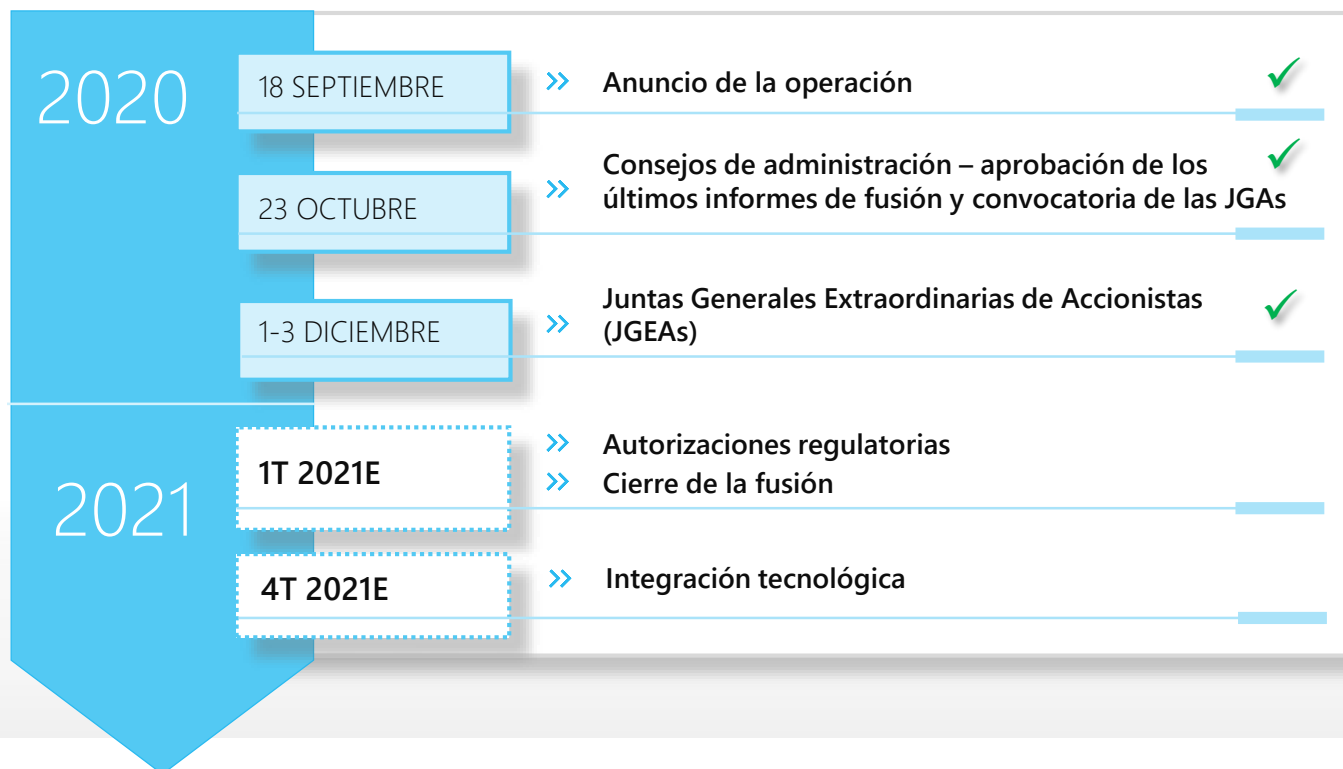 2020
18 SEPTIEMBRE
Anuncio de la operación
23 OCTUBRE
Consejos de administración – aprobación de los
últimos informes de fusión y convocatoria de las JGAs
1-3 DICIEMBRE
Juntas Generales Extraordinarias de Accionistas
(JGEAs)
2021
1T 2021E
Autorizaciones regulatorias
Cierre de la fusión
4T 2021E
Integración tecnológica